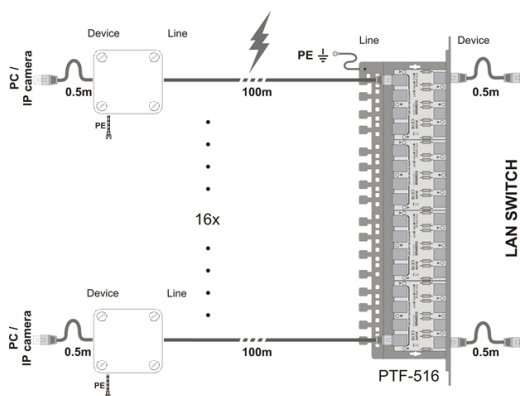 Device
Line
PE
Line
Device
PC /
IP camera
0.5m
100m
0.5m
PE
16x
LAN SWITCH
Device
Line
PC /
IP camera
0.5m
100m
0.5m
PE
PTF-516